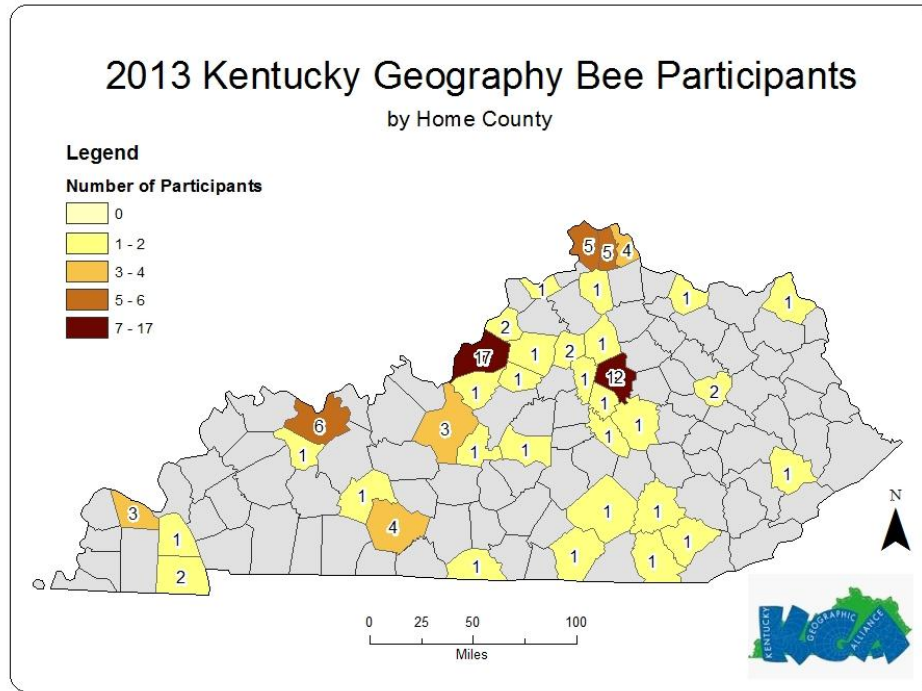 2013 Kentucky Geography Bee Participants
by Home County
Legend
Number of Participants
0
1 - 2
3 - 4
5 - 6
7 - 17
5 5 4
1 1 1 1
2 1
17 1 2
1 1 1 12 2
1
3 1 1
6
1 1 1 1
1
4
3
1
1 1
1 1
2
1 1 1
N
0 25 50 100
Miles
KENTUCKY
GEOGRAPHIC
ALLIANCE
KGA